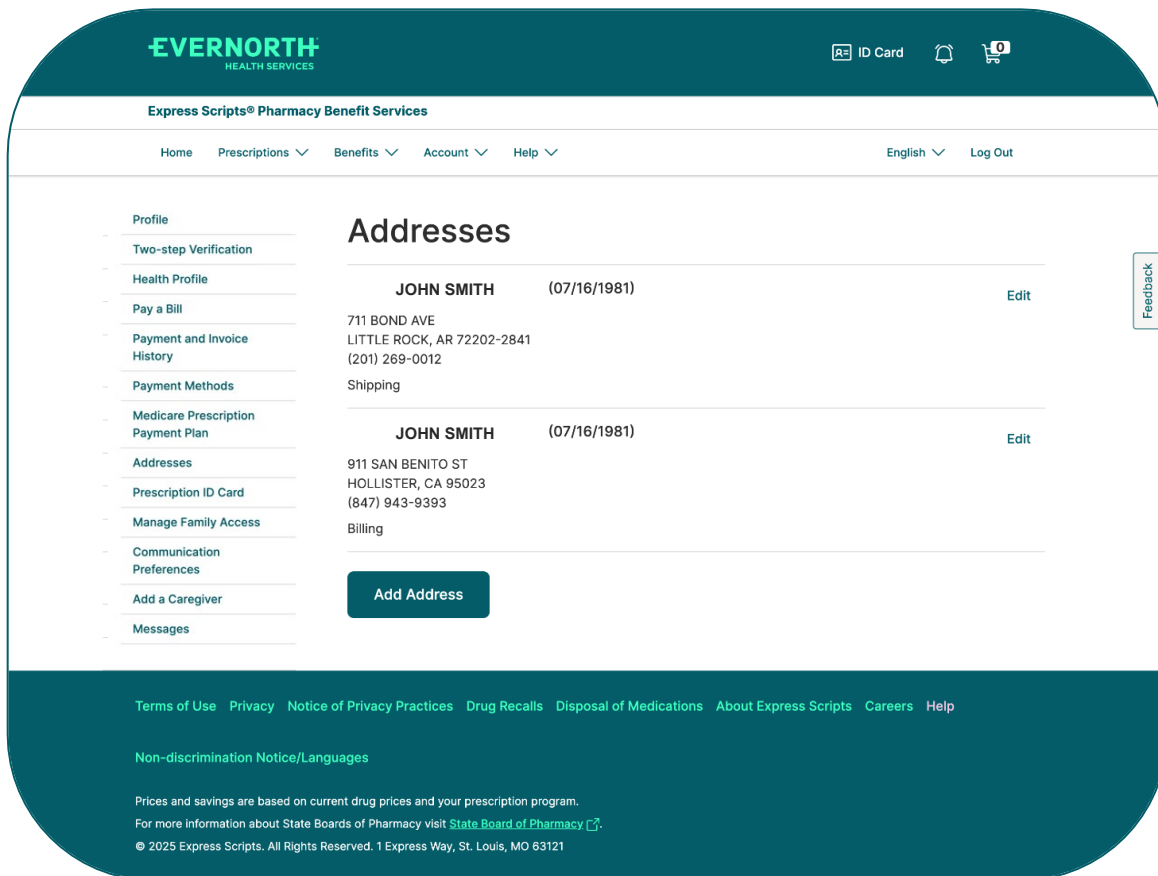 EVERNORTH
HEALTH SERVICES
ID Card
0
Express Scripts® Pharmacy Benefit Services
Home Prescriptions Benefits Account Help English Log Out
Profile
Two-step Verification
Health Profile
Pay a Bill
Payment and Invoice
History
Payment Methods
Medicare Prescription
Payment Plan
Addresses
Prescription ID Card
Manage Family Access
Communication
Preferences
Add a Caregiver
Messages
Addresses
JOHN SMITH (07/16/1981) Edit
711 BOND AVE
LITTLE ROCK, AR 72202-2841
(201) 269-0012
Shipping
JOHN SMITH (07/16/1981) Edit
911 SAN BENITO ST
HOLLISTER, CA 95023
(847) 943-9393
Billing
Add Address
Feedback
Terms of Use Privacy Notice of Privacy Practices Drug Recalls Disposal of Medications About Express Scripts Careers Help
Non-discrimination Notice/Languages
Prices and savings are based on current drug prices and your prescription program.
For more information about State Boards of Pharmacy visit State Board of Pharmacy.
© 2025 Express Scripts. All Rights Reserved. 1 Express Way, St. Louis, MO 63121